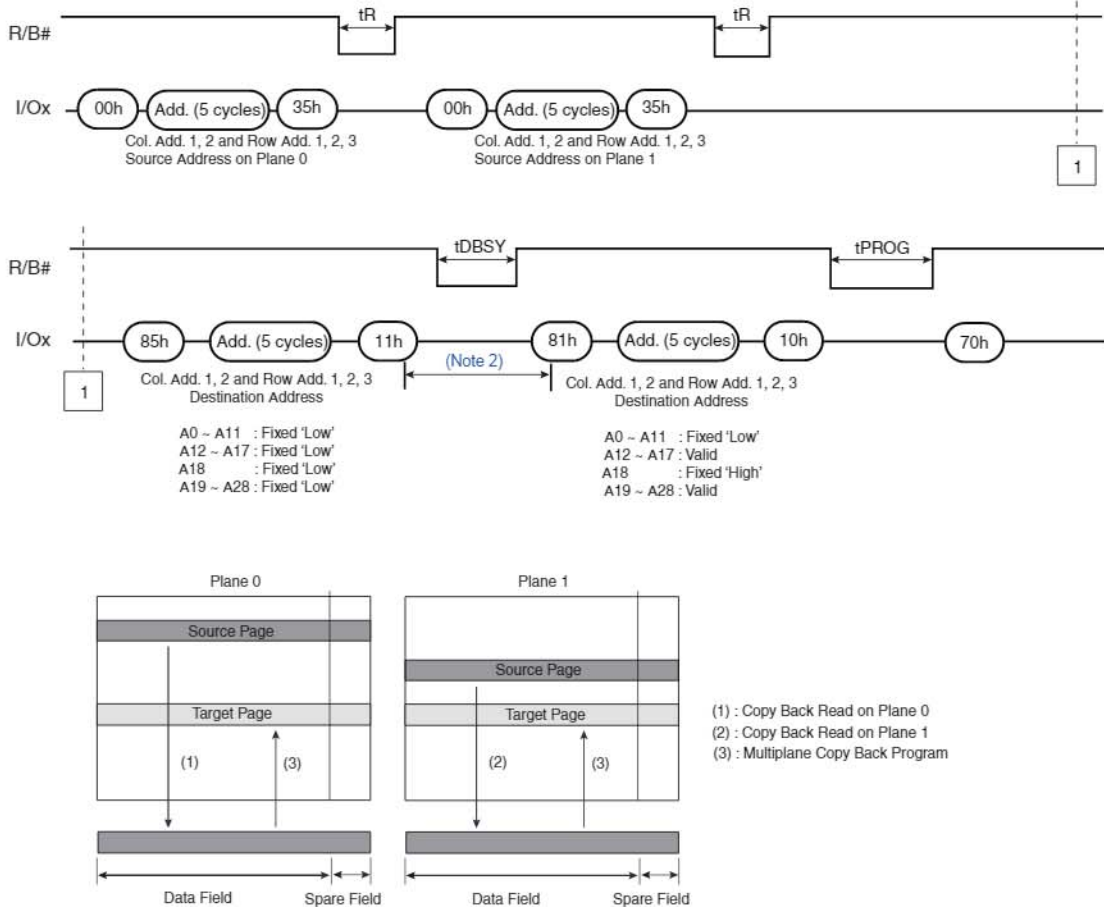 tR tR
R/B#
I/Ox 00h Add. (5 cycles) 35h 00h Add. (5 cycles) 35h
Col. Add. 1, 2 and Row Add. 1, 2, 3
Source Address on Plane 0
Col. Add. 1, 2 and Row Add. 1, 2, 3
Source Address on Plane 1
1
tDBSY tPROG
R/B#
I/Ox 85h Add. (5 cycles) 11h (Note 2) 81h Add. (5 cycles) 10h 70h
1
Col. Add. 1, 2 and Row Add. 1, 2, 3
Destination Address
A0 ~ A11 : Fixed ‘Low’
A12 ~ A17 : Fixed ‘Low’
A18 : Fixed ‘Low’
A19 ~ A28 : Fixed ‘Low’
Col. Add. 1, 2 and Row Add. 1, 2, 3
Destination Address
A0 ~ A11 : Fixed ‘Low’
A12 ~ A17 : Valid
A18 : Fixed ‘High’
A19 ~ A28 : Valid
Plane 0
Source Page
Target Page
(1) (3)
Data Field Spare Field
Plane 1
Source Page
Target Page
(2) (3)
Data Field Spare Field
(1) : Copy Back Read on Plane 0
(2) : Copy Back Read on Plane 1
(3) : Multiplane Copy Back Program